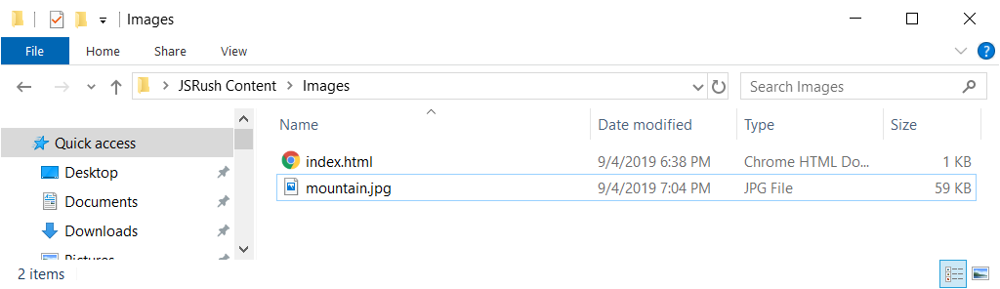 Images
File Home Share View ?
JSRush Content Images Search Images
Name Date modified Type Size
Quick access
index.html 9/4/2019 6:38 PM Chrome HTML Do... 1 KB
Desktop
mountain.jpg 9/4/2019 7:04 PM JPG File 59 KB
Documents
Downloads
Pictures
2 items